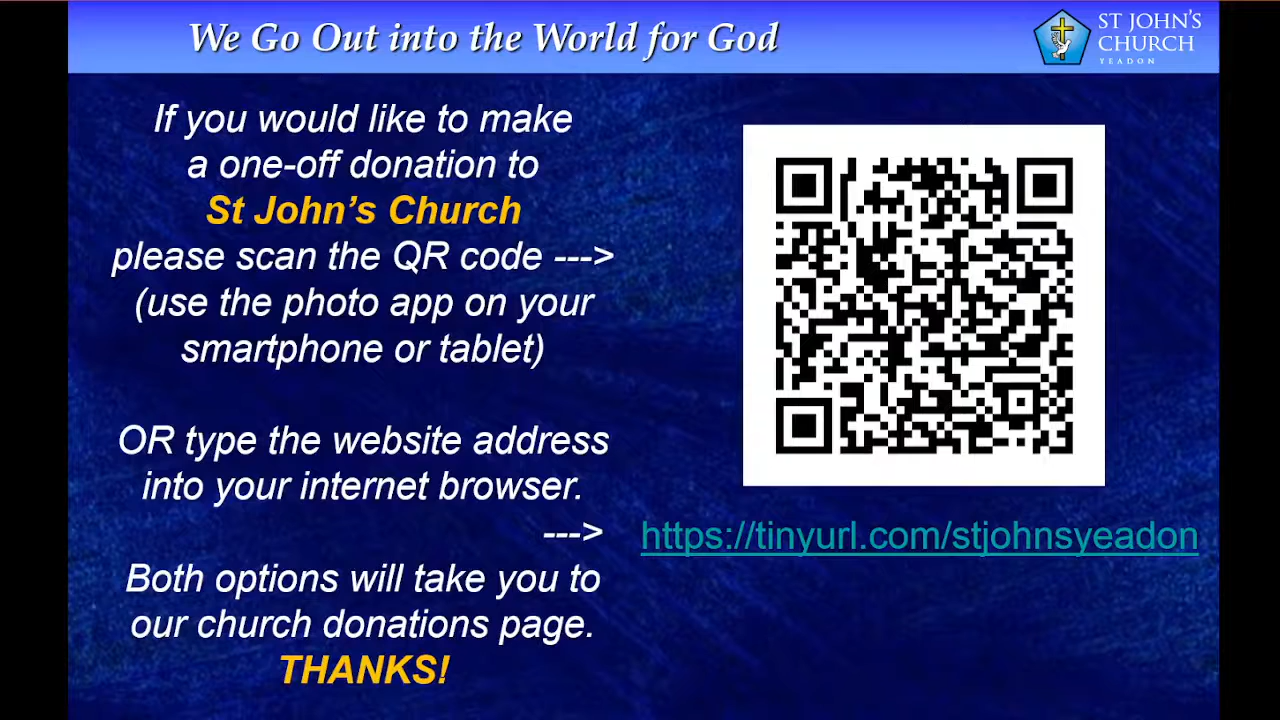 We Go Out into the World for God
ST JOHN'S
CHURCH
YEADON
If you would like to make
a one-off donation to
St John’s Church
please scan the QR code --->
(use the photo app on your
smartphone or tablet)
OR type the website address
into your internet browser.
--->
https://tinyurl.com/stjohnsyeadon
Both options will take you to
our church donations page.
THANKS!